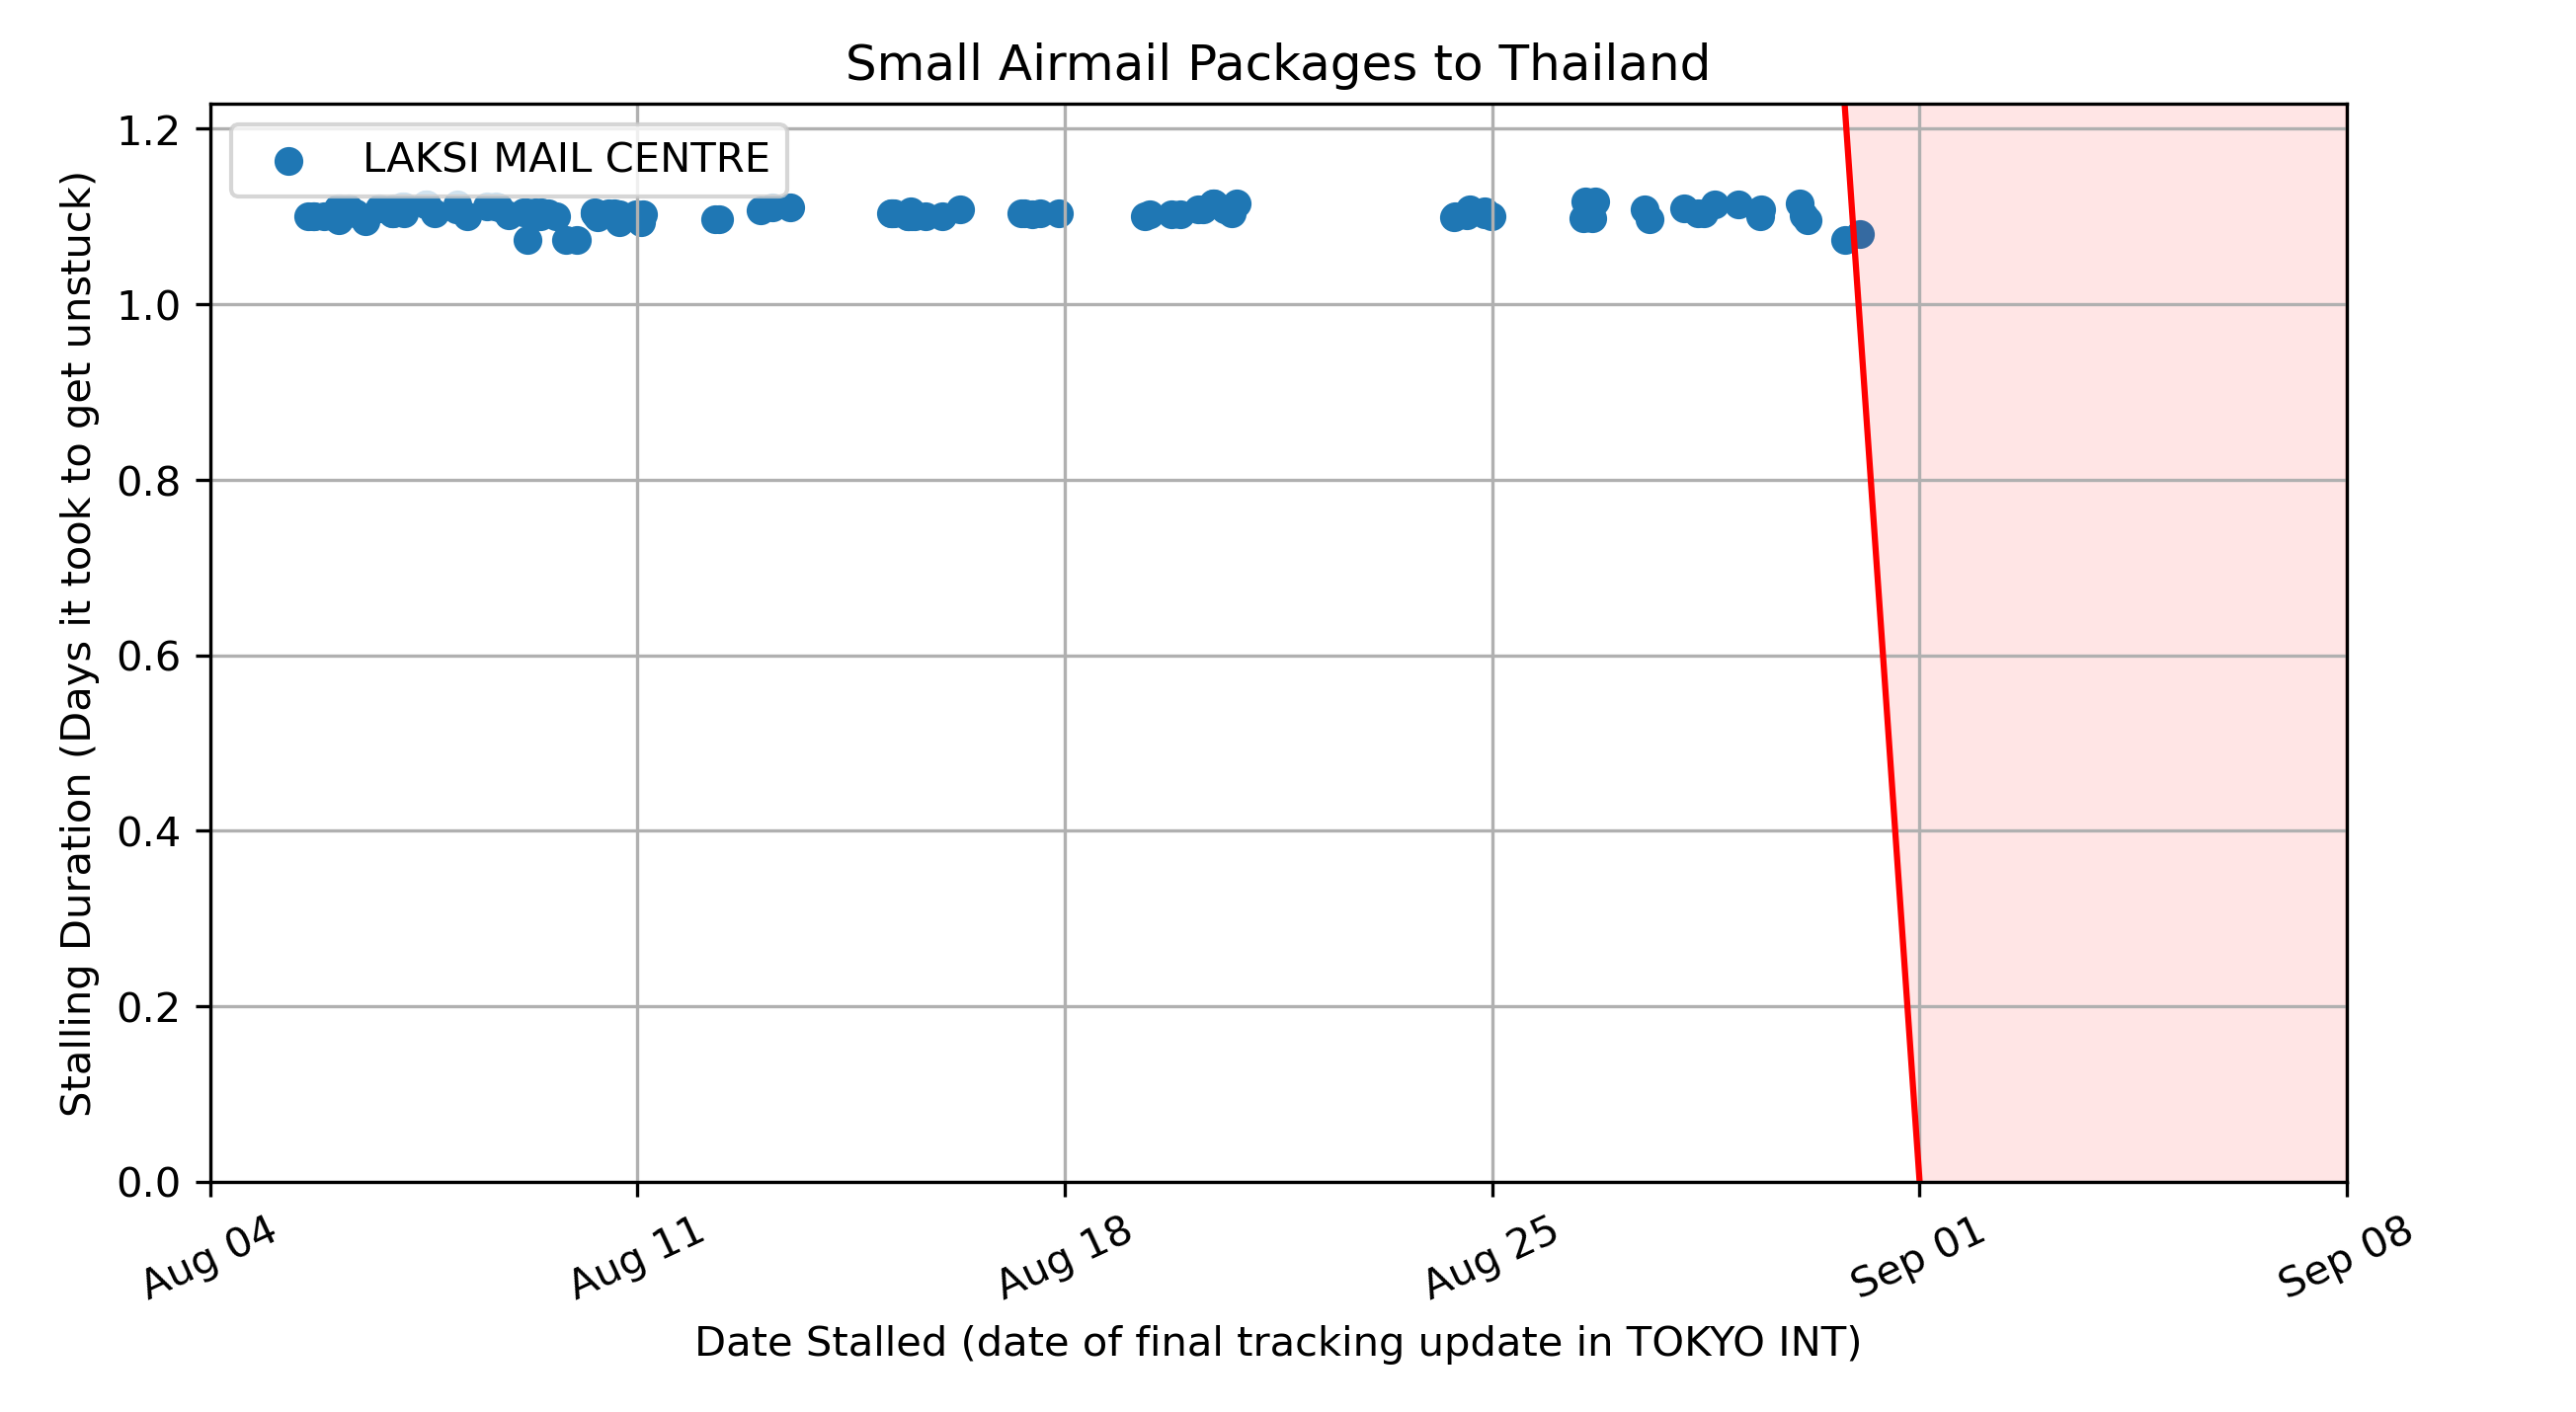 Small Airmail Packages to Thailand
LAKSI MAIL CENTRE
Stalling Duration (Days it took to get unstuck)
1.2
1.0
0.8
0.6
0.4
0.2
0.0
Aug 04
Aug 11
Aug 18
Aug 25
Sep 01
Sep 08
Date Stalled (date of final tracking update in TOKYO INT)